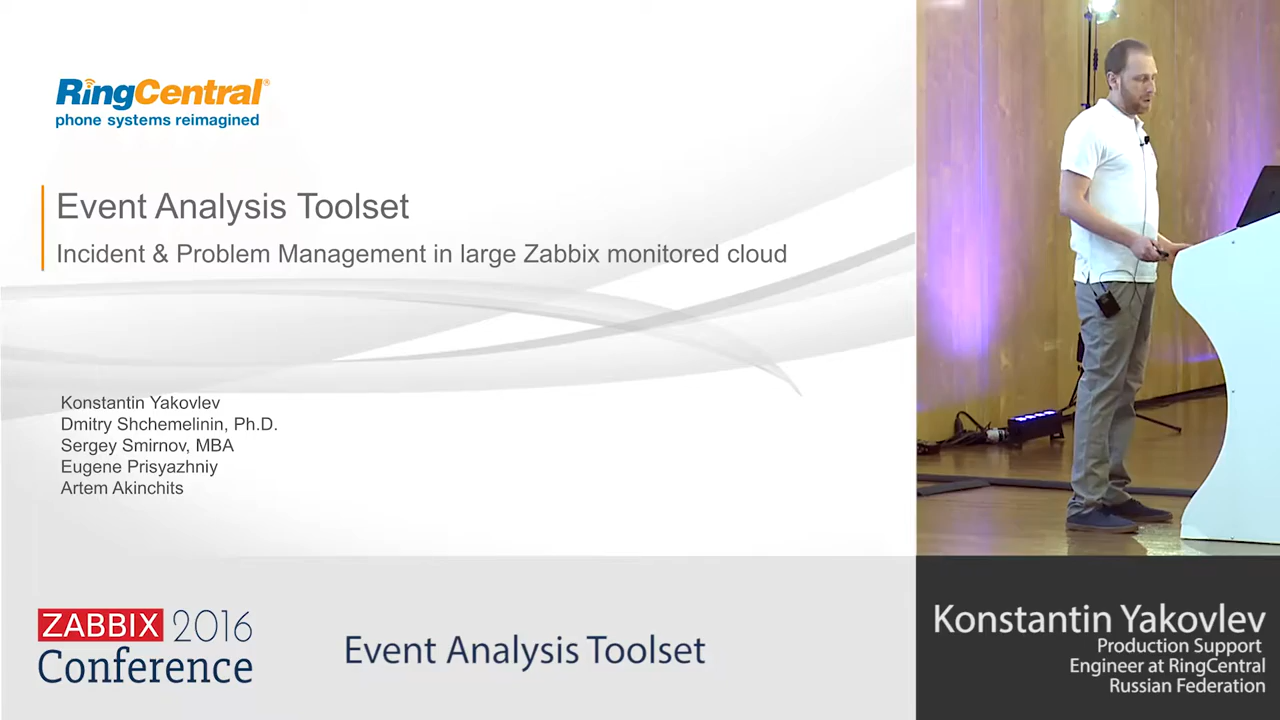 RingCentral®
phone systems reimagined
Event Analysis Toolset
Incident & Problem Management in large Zabbix monitored cloud
Konstantin Yakovlev
Dmitry Shchemelinin, Ph.D.
Sergey Smirnov, MBA
Eugene Prisyazhniy
Artem Akinchits
ZABBIX 2016
Conference
Event Analysis Toolset
Konstantin Yakovlev
Production Support
Engineer at RingCentral
Russian Federation